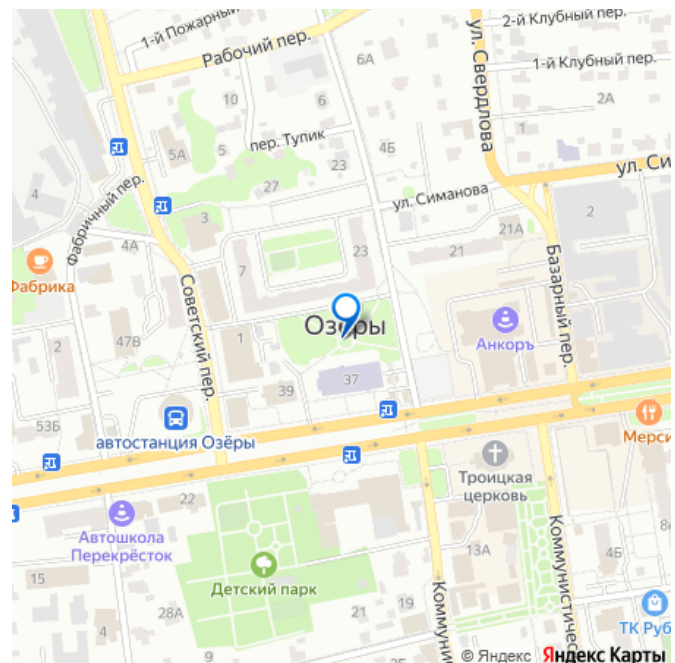 2-й Клубный пер.
1-й Пожарный
Рабочий пер.
ул. Свердлова
1-й Клубный пер.
6А
10
6
2А
1
пер. Тупик
4Б
5А
5
23
ул. Си
4
27
ул. Симанова
Фабричный пер.
3
2
21А
4А
7
23
21
Фабрика
Базарный пер.
Советский пер.
Озёры
Анкоръ
1
2
47В
37
39
53Б
автостанция Озёры
Мерси
Троицкая
церковь
22
Автошкола
Перекрёсток
Коммунистичес
8
13А
4Б
15
Детский парк
Коммунис
28А
21
19
ТК Руб
9
© Яндекс Яндекс Карты